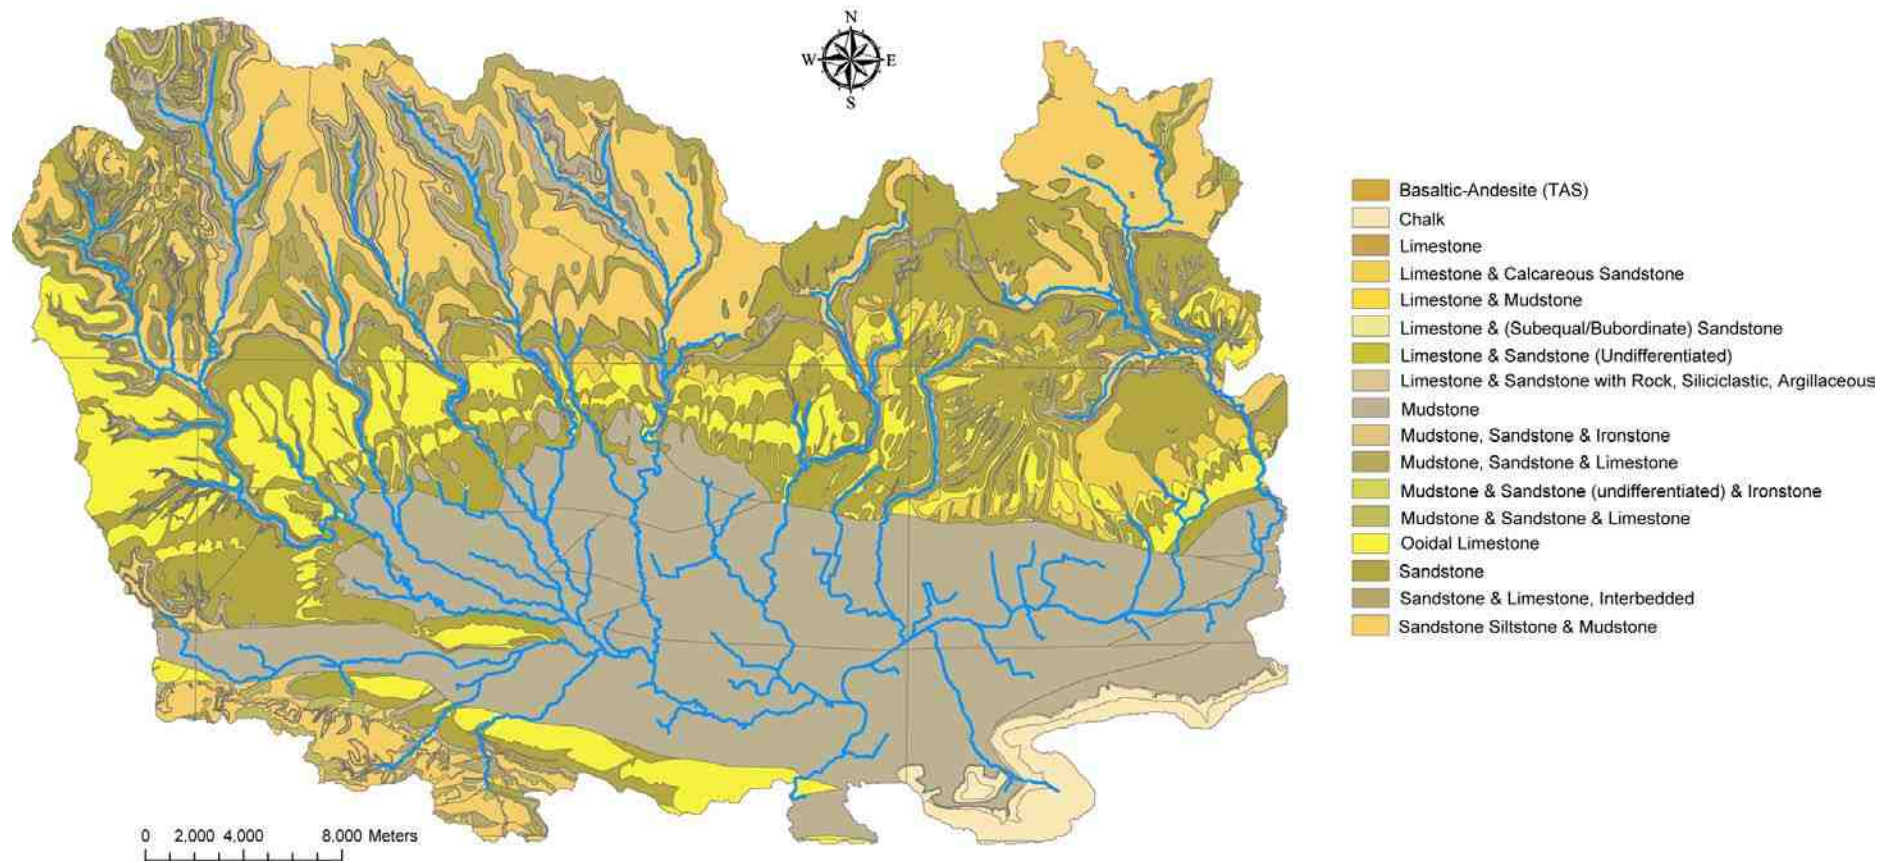 N
W E
S
Basaltic-Andesite (TAS)
Chalk
Limestone
Limestone & Calcareous Sandstone
Limestone & Mudstone
Limestone & (Subequal/Bubordinate) Sandstone
Limestone & Sandstone (Undifferentiated)
Limestone & Sandstone with Rock, Siliciclastic, Argillaceous
Mudstone
Mudstone, Sandstone & Ironstone
Mudstone, Sandstone & Limestone
Mudstone & Sandstone (undifferentiated) & Ironstone
Mudstone & Sandstone & Limestone
Ooidal Limestone
Sandstone
Sandstone & Limestone, Interbedded
Sandstone Siltstone & Mudstone
0 2,000 4,000 8,000 Meters